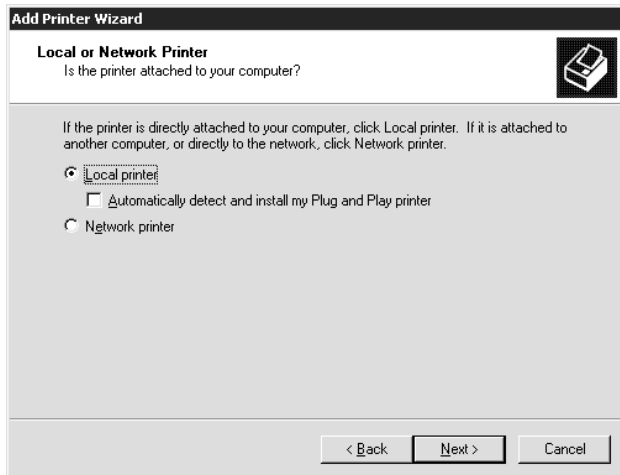 Add Printer Wizard
Local or Network Printer
Is the printer attached to your computer?
If the printer is directly attached to your computer, click Local printer. If it is attached to
another computer, or directly to the network, click Network printer.
Local printer
Automatically detect and install my Plug and Play printer
Network printer
< Back
Next >
Cancel